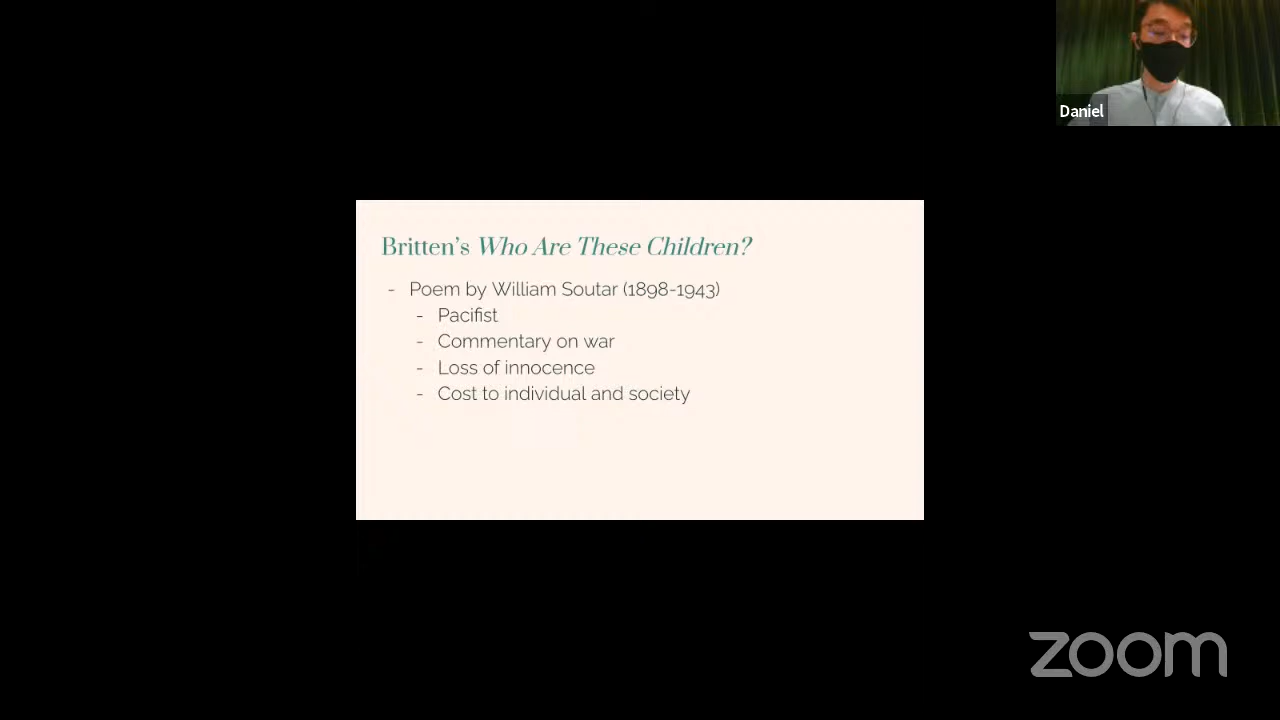 Daniel
Britten's Who Are These Children?
- Poem by William Soutar (1898-1943)
- Pacifist
- Commentary on war
- Loss of innocence
- Cost to individual and society
zoom